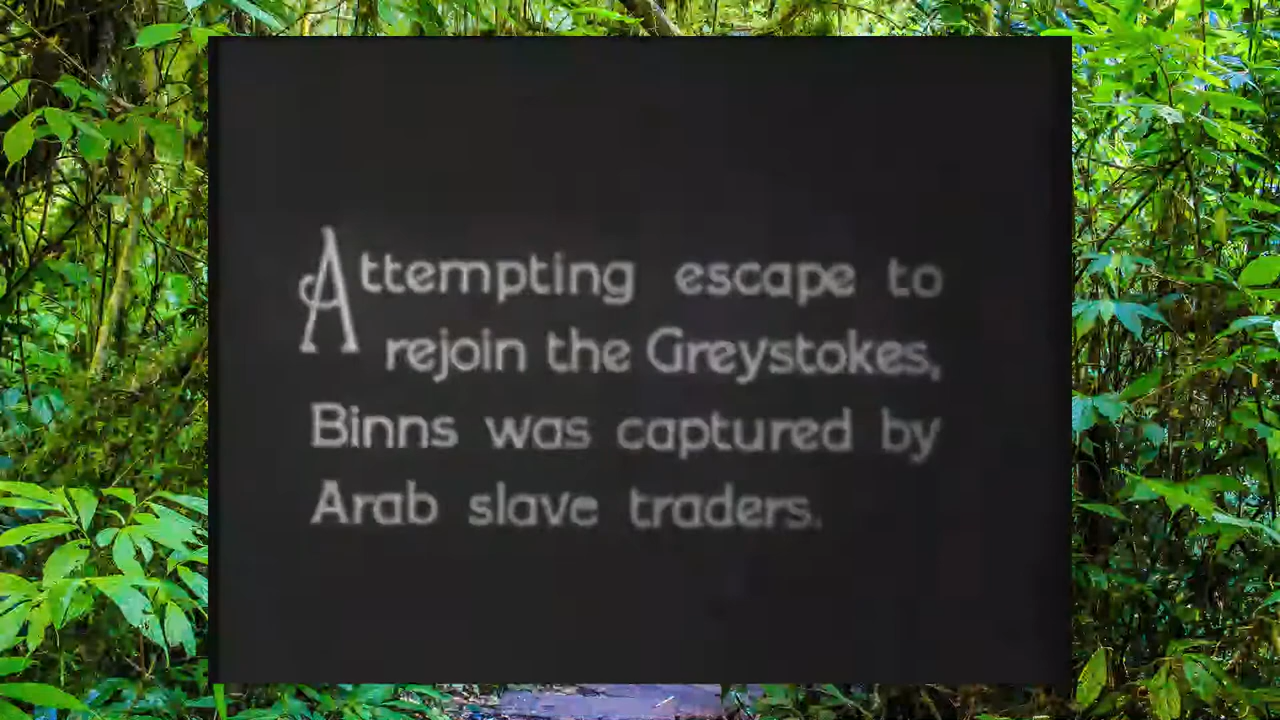 Attempting escape to
rejoin the Greystokes,
Binns was captured by
Arab slave traders.